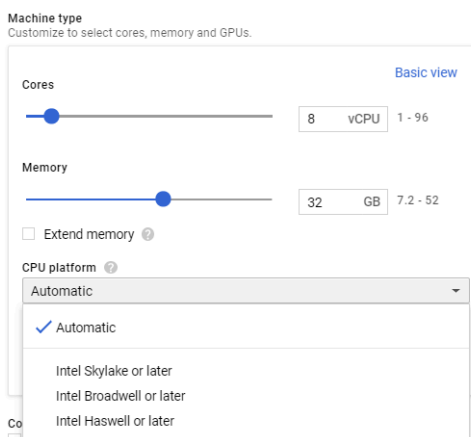 Machine type
Customize to select cores, memory and GPUs.
Basic view
Cores
8 vCPU 1 - 96
Memory
32 GB 7.2 - 52
Extend memory ?
CPU platform ?
Automatic
Automatic
Intel Skylake or later
Intel Broadwell or later
Intel Haswell or later
Co